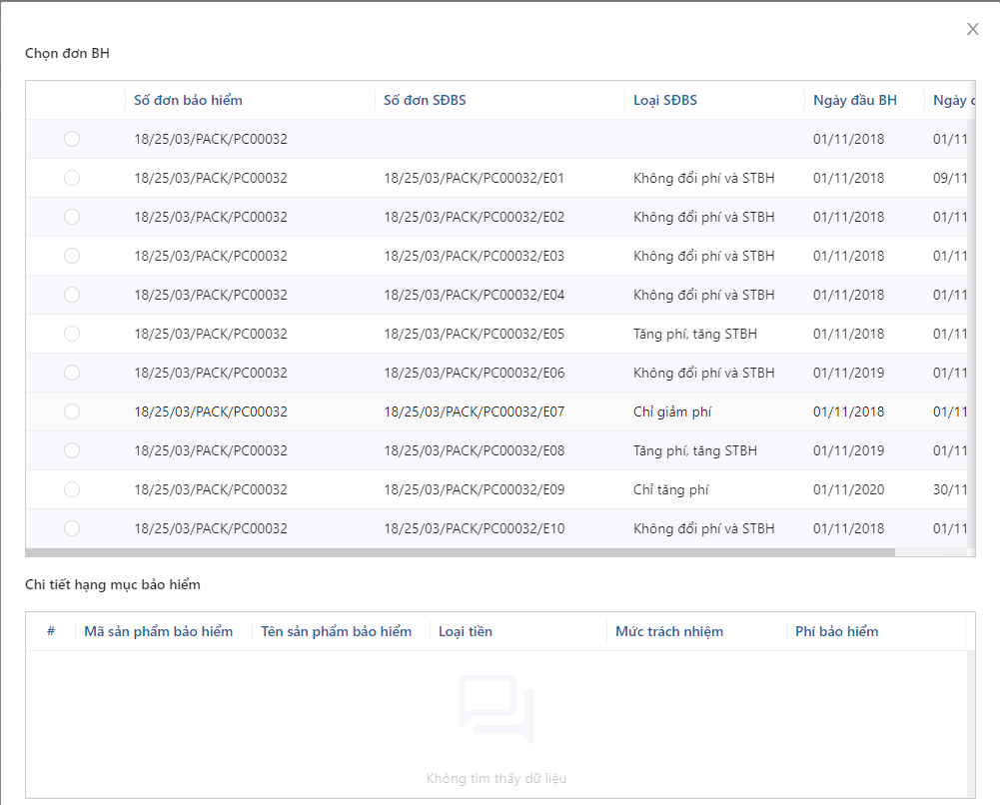 X
Chọn đơn BH
Số đơn bảo hiểm Số đơn SĐBS Loại SĐBS Ngày đầu BH Ngày
18/25/03/PACK/PC00032 01/11/2018 01/11
18/25/03/PACK/PC00032 18/25/03/PACK/PC00032/E01 Không đổi phí và STBH 01/11/2018 09/11
18/25/03/PACK/PC00032 18/25/03/PACK/PC00032/E02 Không đổi phí và STBH 01/11/2018 01/11
18/25/03/PACK/PC00032 18/25/03/PACK/PC00032/E03 Không đổi phí và STBH 01/11/2018 01/11
18/25/03/PACK/PC00032 18/25/03/PACK/PC00032/E04 Không đổi phí và STBH 01/11/2018 01/11
18/25/03/PACK/PC00032 18/25/03/PACK/PC00032/E05 Tăng phí, tăng STBH 01/11/2018 01/11
18/25/03/PACK/PC00032 18/25/03/PACK/PC00032/E06 Không đổi phí và STBH 01/11/2019 01/11
18/25/03/PACK/PC00032 18/25/03/PACK/PC00032/E07 Chỉ giảm phí 01/11/2018 01/11
18/25/03/PACK/PC00032 18/25/03/PACK/PC00032/E08 Tăng phí, tăng STBH 01/11/2019 01/11
18/25/03/PACK/PC00032 18/25/03/PACK/PC00032/E09 Chỉ tăng phí 01/11/2020 30/11
18/25/03/PACK/PC00032 18/25/03/PACK/PC00032/E10 Không đổi phí và STBH 01/11/2018 01/11
Chi tiết hạng mục bảo hiểm
# Mã sản phẩm bảo hiểm Tên sản phẩm bảo hiểm Loại tiền Mức trách nhiệm Phí bảo hiểm
Không tìm thấy dữ liệu